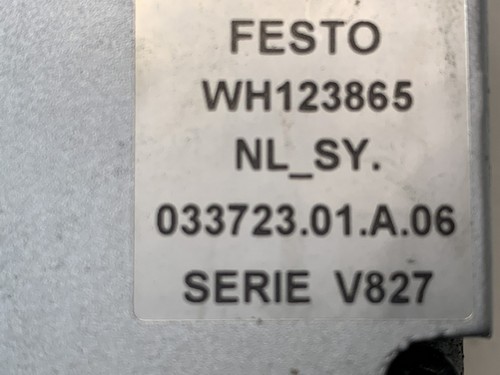 FESTO
WH123865
NL_SY.
033723.01.A.06
SERIE V827